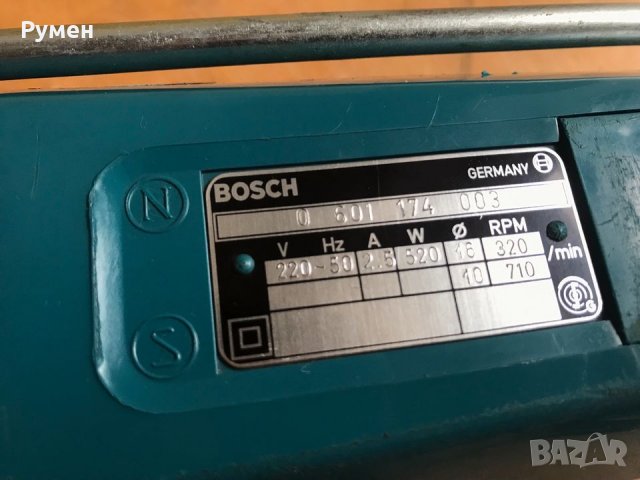 Румен
BOSCH GERMANY
0 601 174 003
V Hz A W Ø RPM
220~50 2.5 520 16 320 /min
10 710
N
S
BAZAR